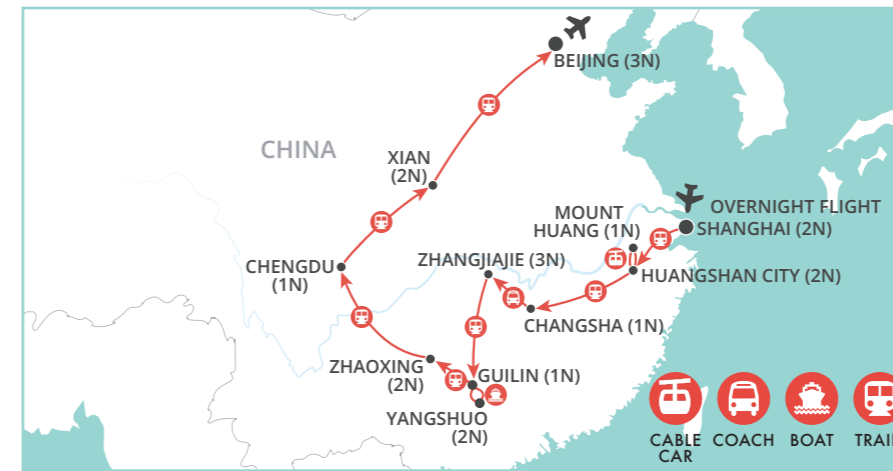 BEIJING (3N)
CHINA
XIAN
(2N)
OVERNIGHT FLIGHT
SHANGHAI (2N)
MOUNT
HUANG (1N)
ZHANGJIAJIE (3N)
CHENGDU
(1N)
HUANGSHAN CITY (2N)
CHANGSHA (1N)
ZHAOXING
(2N)
GUILIN (1N)
YANGSHUO
(2N)
CABLE
CAR
COACH
BOAT